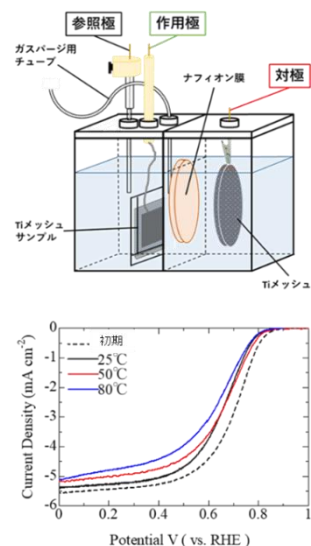 参照極
作用極
ガスパージ用
チューブ
ナフィオン膜
対極
Tiメッシュ
サンプル
Tiメッシュ
Current Density (mA cm-2)
0
-1
-2
-3
-4
-5
-6
初期
25℃
50℃
80℃
0
0.2
0.4
0.6
0.8
1
Potential V ( vs. RHE )